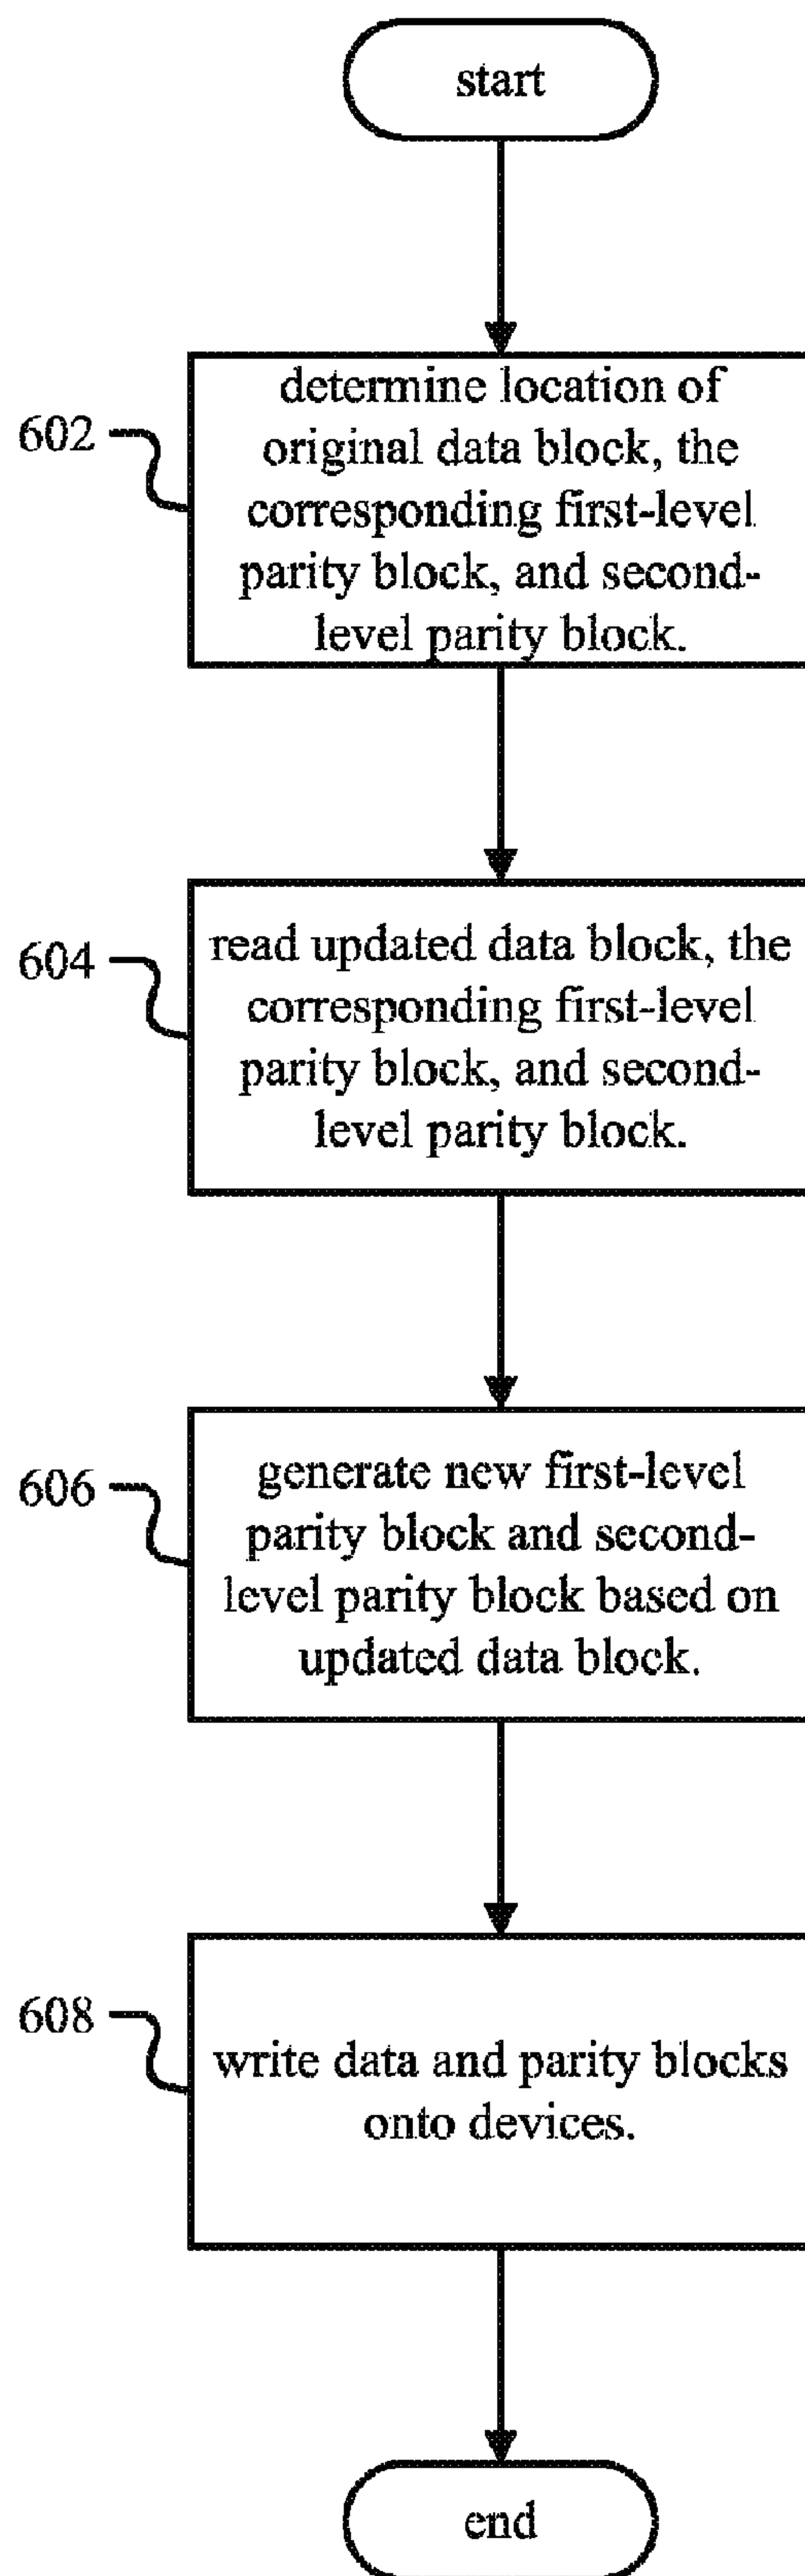 start
602
determine location of
original data block, the
corresponding first-level
parity block, and second-
level parity block.
604
read updated data block, the
corresponding first-level
parity block, and second-
level parity block.
606
generate new first-level
parity block and second-
level parity block based on
updated data block.
608
write data and parity blocks
onto devices.
end